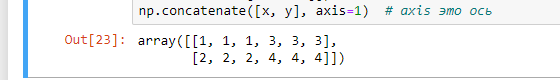 np.concatenate([x, y], axis=1)  # axis это ось
Out[23]: array([[1, 1, 1, 3, 3, 3],
       [2, 2, 2, 4, 4, 4]])